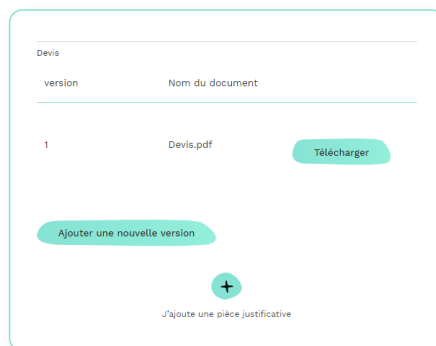 Devis
version Nom du document
1 Devis.pdf Télécharger
Ajouter une nouvelle version
J'ajoute une pièce justificative